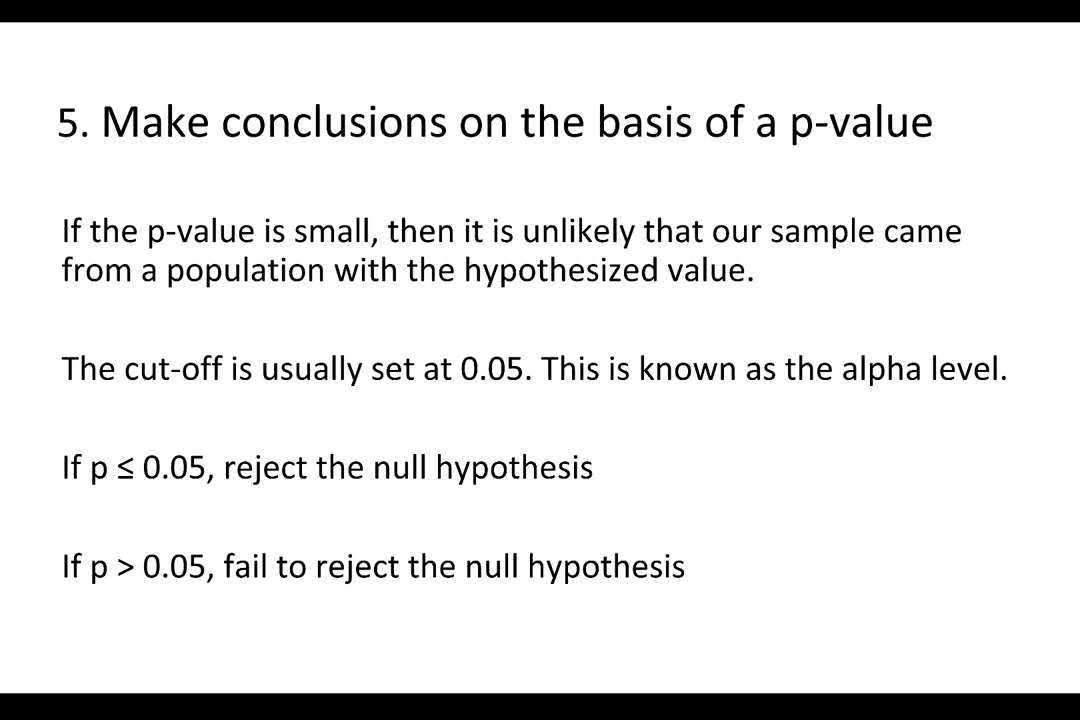 5. Make conclusions on the basis of a p-value
If the p-value is small, then it is unlikely that our sample came
from a population with the hypothesized value.
The cut-off is usually set at 0.05. This is known as the alpha level.
If p ≤ 0.05, reject the null hypothesis
If p > 0.05, fail to reject the null hypothesis